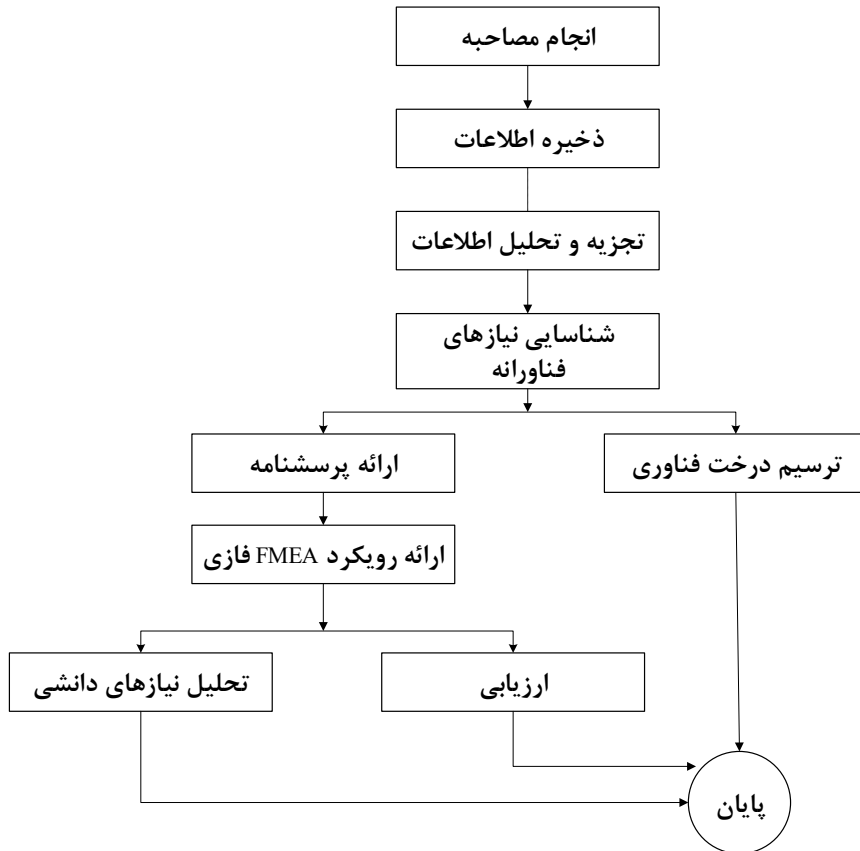 انجام مصاحبه
ذخیره اطلاعات
تجزیه و تحلیل اطلاعات
شناسایی نیازهای
فناورانه
ترسیم درخت فناوری
ارائه پرسشنامه
ارائه رویکرد FMEA فازی
ارزیابی
تحلیل نیازهای دانشی
پایان